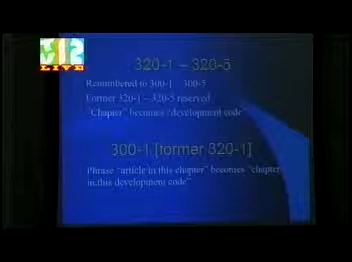 LIVE
320-1 – 320-5
Renumbered to 300-1 – 300-5
Former 320-1 – 320-5 reserved
"Chapter" becomes "development code"
300-1 [former 320-1]
Phrase "article in this chapter" becomes "chapter
in this development code"